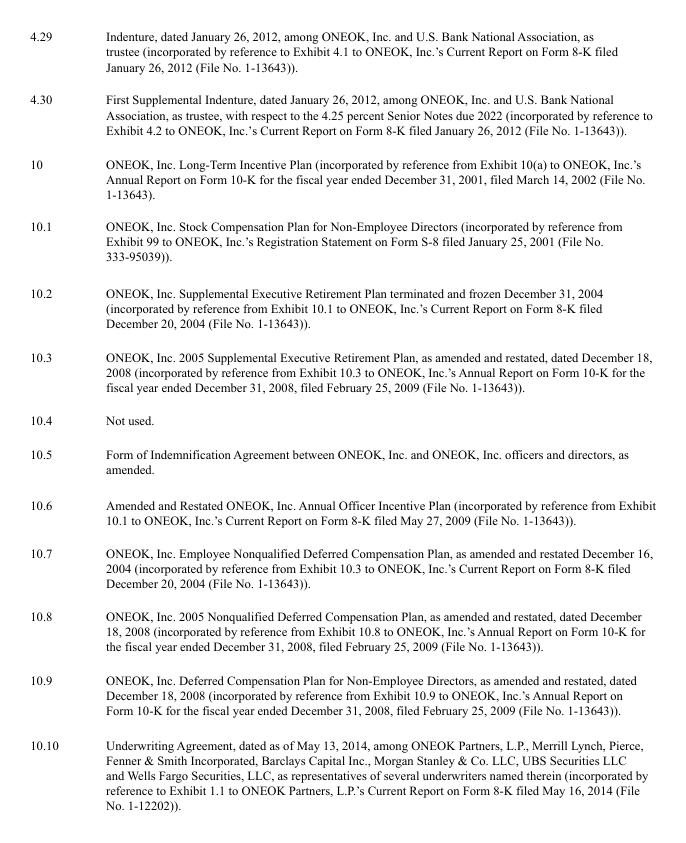 4.29 Indenture, dated January 26, 2012, among ONEOK, Inc. and U.S. Bank National Association, as
trustee (incorporated by reference to Exhibit 4.1 to ONEOK, Inc.’s Current Report on Form 8-K filed
January 26, 2012 (File No. 1-13643)).
4.30 First Supplemental Indenture, dated January 26, 2012, among ONEOK, Inc. and U.S. Bank National
Association, as trustee, with respect to the 4.25 percent Senior Notes due 2022 (incorporated by reference to
Exhibit 4.2 to ONEOK, Inc.’s Current Report on Form 8-K filed January 26, 2012 (File No. 1-13643)).
10 ONEOK, Inc. Long-Term Incentive Plan (incorporated by reference from Exhibit 10(a) to ONEOK, Inc.’s
Annual Report on Form 10-K for the fiscal year ended December 31, 2001, filed March 14, 2002 (File No.
1-13643).
10.1 ONEOK, Inc. Stock Compensation Plan for Non-Employee Directors (incorporated by reference from
Exhibit 99 to ONEOK, Inc.’s Registration Statement on Form S-8 filed January 25, 2001 (File No.
333-95039)).
10.2 ONEOK, Inc. Supplemental Executive Retirement Plan terminated and frozen December 31, 2004
(incorporated by reference from Exhibit 10.1 to ONEOK, Inc.’s Current Report on Form 8-K filed
December 20, 2004 (File No. 1-13643)).
10.3 ONEOK, Inc. 2005 Supplemental Executive Retirement Plan, as amended and restated, dated December 18,
2008 (incorporated by reference from Exhibit 10.3 to ONEOK, Inc.’s Annual Report on Form 10-K for the
fiscal year ended December 31, 2008, filed February 25, 2009 (File No. 1-13643)).
10.4 Not used.
10.5 Form of Indemnification Agreement between ONEOK, Inc. and ONEOK, Inc. officers and directors, as
amended.
10.6 Amended and Restated ONEOK, Inc. Annual Officer Incentive Plan (incorporated by reference from Exhibit
10.1 to ONEOK, Inc.’s Current Report on Form 8-K filed May 27, 2009 (File No. 1-13643)).
10.7 ONEOK, Inc. Employee Nonqualified Deferred Compensation Plan, as amended and restated December 16,
2004 (incorporated by reference from Exhibit 10.3 to ONEOK, Inc.’s Current Report on Form 8-K filed
December 20, 2004 (File No. 1-13643)).
10.8 ONEOK, Inc. 2005 Nonqualified Deferred Compensation Plan, as amended and restated, dated December
18, 2008 (incorporated by reference from Exhibit 10.8 to ONEOK, Inc.’s Annual Report on Form 10-K for
the fiscal year ended December 31, 2008, filed February 25, 2009 (File No. 1-13643)).
10.9 ONEOK, Inc. Deferred Compensation Plan for Non-Employee Directors, as amended and restated, dated
December 18, 2008 (incorporated by reference from Exhibit 10.9 to ONEOK, Inc.’s Annual Report on
Form 10-K for the fiscal year ended December 31, 2008, filed February 25, 2009 (File No. 1-13643)).
10.10 Underwriting Agreement, dated as of May 13, 2014, among ONEOK Partners, L.P., Merrill Lynch, Pierce,
Fenner & Smith Incorporated, Barclays Capital Inc., Morgan Stanley & Co. LLC, UBS Securities LLC
and Wells Fargo Securities, LLC, as representatives of several underwriters named therein (incorporated by
reference to Exhibit 1.1 to ONEOK Partners, L.P.’s Current Report on Form 8-K filed May 16, 2014 (File
No. 1-12202)).